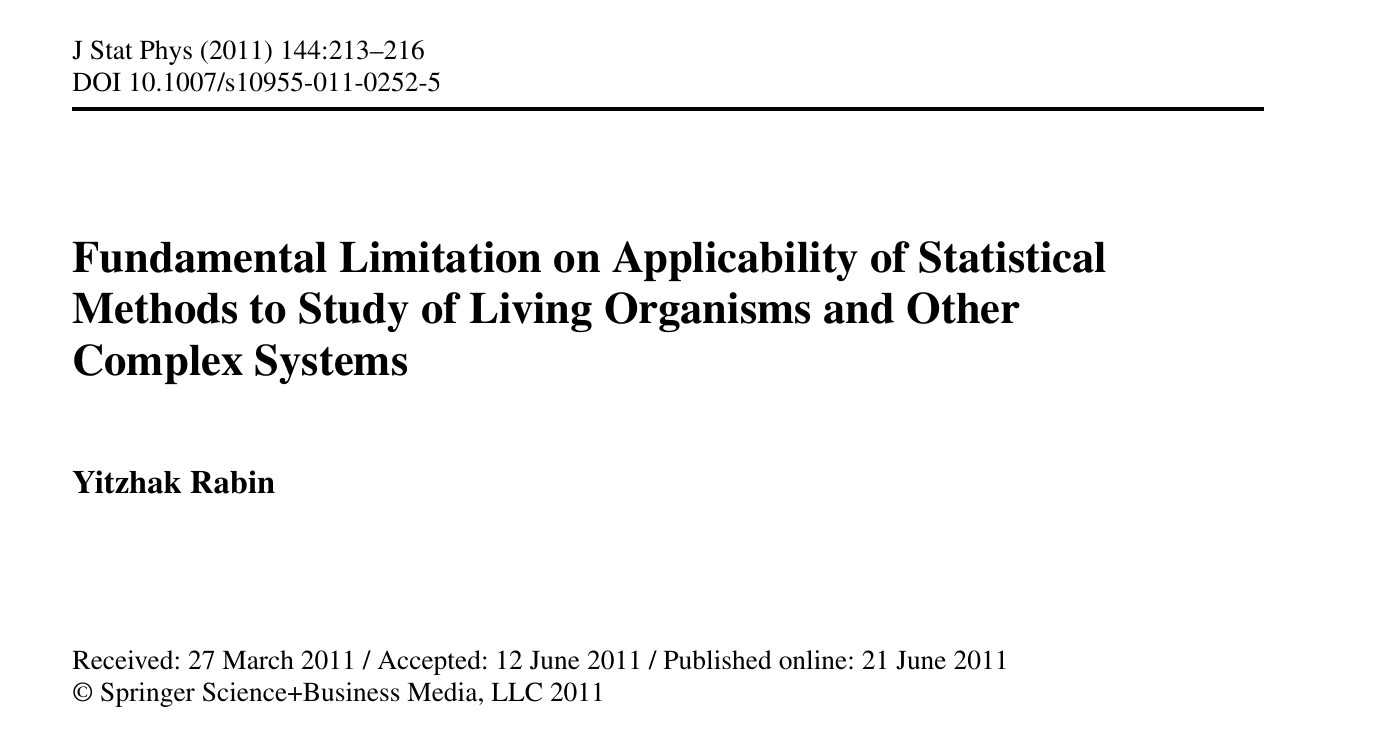 J Stat Phys (2011) 144:213–216
DOI 10.1007/s10955-011-0252-5
Fundamental Limitation on Applicability of Statistical
Methods to Study of Living Organisms and Other
Complex Systems
Yitzhak Rabin
Received: 27 March 2011 / Accepted: 12 June 2011 / Published online: 21 June 2011
© Springer Science+Business Media, LLC 2011